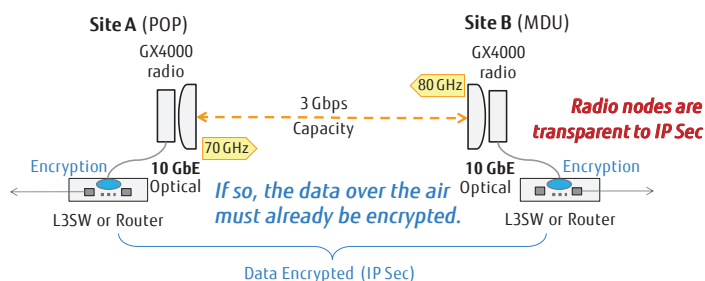 Site A (POP)
GX4000
radio
Site B (MDU)
GX4000
radio
80 GHz
3 Gbps
Capacity
70 GHz
Radio nodes are
transparent to IP Sec
Encryption
10 GbE
Optical
L3SW or Router
If so, the data over the air
must already be encrypted.
10 GbE
Optical
Encryption
L3SW or Router
Data Encrypted (IP Sec)